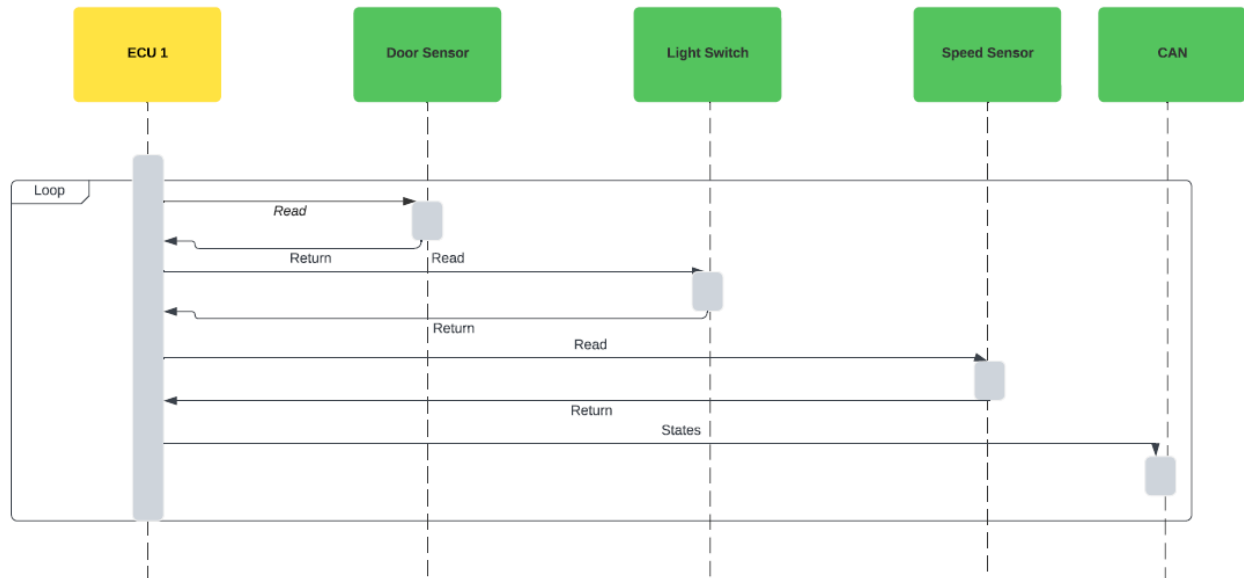 ECU 1
Door Sensor
Light Switch
Speed Sensor
CAN
Loop
Read
Return
Read
Return
Read
Return
States